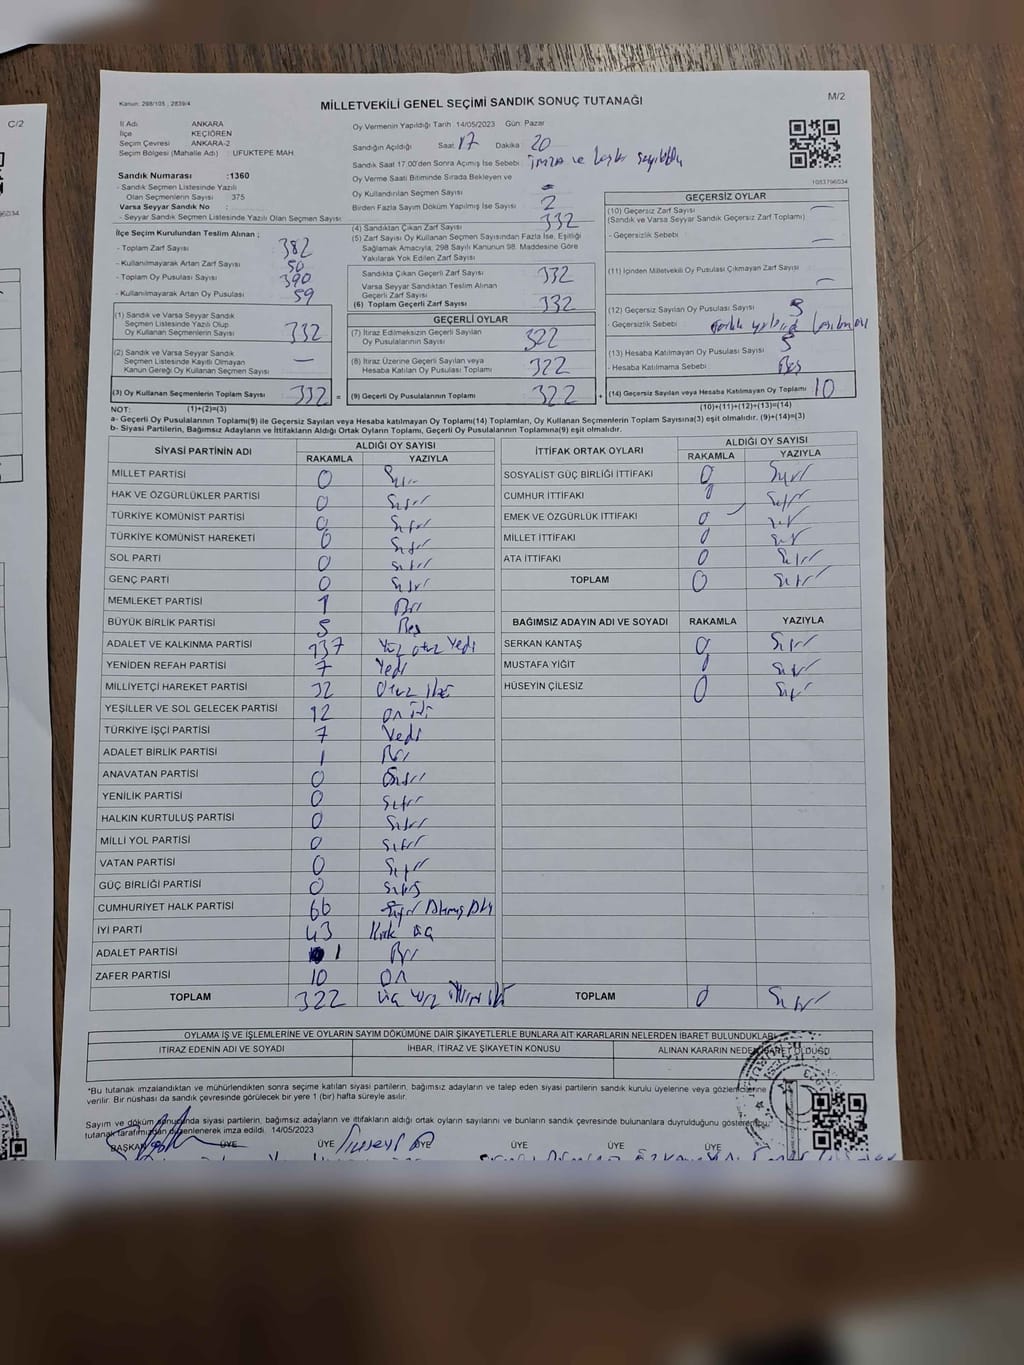 C/2
Kanun: 298/105 , 2839/4
MİLLETVEKİLİ GENEL SEÇİMİ SANDIK SONUÇ TUTANAĞI
M/2
İl Adı ANKARA
İlçe KEÇİÖREN
Seçim Çevresi ANKARA-2
Seçim Bölgesi (Mahalle Adı) : UFUKTEPE MAH.
Sandık Numarası :1360
- Sandık Seçmen Listesinde Yazılı
Olan Seçmenlerin Sayısı : 375
Varsa Seyyar Sandık No :
- Seyyar Sandık Seçmen Listesinde Yazılı Olan Seçmen Sayısı:
İlçe Seçim Kurulundan Teslim Alınan ;
- Toplam Zarf Sayısı 382
- Kullanılmayarak Artan Zarf Sayısı 50
- Toplam Oy Pusulası Sayısı 390
- Kullanılmayarak Artan Oy Pusulası 59
(1) Sandık ve Varsa Seyyar Sandık
Seçmen Listesinde Yazılı Olup
Oy Kullanan Seçmenlerin Sayısı 332
(2) Sandık ve Varsa Seyyar Sandık
Seçmen Listesinde Kayıtlı Olmayan
Kanun Gereği Oy Kullanan Seçmen Sayısı —
(3) Oy Kullanan Seçmenlerin Toplam Sayısı 332 =
Oy Vermenin Yapıldığı Tarih :14/05/2023 Gün: Pazar
Sandığın Açıldığı Saat 17 Dakika 20
Sandık Saat 17.00'den Sonra Açılmış İse Sebebi : imza ve
Oy Verme Saati Bitiminde Sırada Bekleyen ve
Oy Kullandırılan Seçmen Sayısı -
Birden Fazla Sayım Döküm Yapılmış İse Sayısı : 2
(4) Sandıktan Çıkan Zarf Sayısı 332
(5) Zarf Sayısı Oy Kullanan Seçmen Sayısından Fazla İse, Eşitliği
Sağlamak Amacıyla; 298 Sayılı Kanunun 98. Maddesine Göre
Yakılarak Yok Edilen Zarf Sayısı
Sandıkta Çıkan Geçerli Zarf Sayısı 332
Varsa Seyyar Sandıktan Teslim Alınan
Geçerli Zarf Sayısı
(6) Toplam Geçerli Zarf Sayısı 332
GEÇERLİ OYLAR
(7) İtiraz Edilmeksizin Geçerli Sayılan 322
(8) İtiraz Üzerine Geçerli Sayılan veya
Hesaba Katılan Oy Pusulası Toplamı 322
(9) Geçerli Oy Pusulalarının Toplamı 322 +
1083796034
GEÇERSİZ OYLAR
(10) Geçersiz Zarf Sayısı —
(Sandık ve Varsa Seyyar Sandık Geçersiz Zarf Toplamı)
- Geçersizlik Sebebi : —
(11) İçinden Milletvekili Oy Pusulası Çıkmayan Zarf Sayısı —
(12) Geçersiz Sayılan Oy Pusulası Sayısı 5
- Geçersizlik Sebebi :
(13) Hesaba Katılmayan Oy Pusulası Sayısı 5
- Hesaba Katılmama Sebebi : Beş
(14) Geçersiz Sayılan veya Hesaba Katılmayan Oy Toplamı 10
NOT: (1)+(2)=(3) (10)+(11)+(12)+(13)=(14)
a- Geçerli Oy Pusulalarının Toplamı(9) ile Geçersiz Sayılan veya Hesaba Katılmayan Oy Toplamı(14) Toplamları, Oy Kullanan Seçmenlerin Toplam Sayısına(3) eşit olmalıdır. (9)+(14)=(3)
b- Siyasi Partilerin, Bağımsız Adayların ve İttifakların Aldığı Ortak Oyların Toplamı, Geçerli Oy Pusulalarının Toplamına(9) eşit olmalıdır.
SİYASİ PARTİNİN ADI ALDIĞI OY SAYISI
RAKAMLA YAZIYLA
MİLLET PARTİSİ 0 Sıfır
HAK VE ÖZGÜRLÜKLER PARTİSİ 0 Sıfır
TÜRKİYE KOMÜNİST PARTİSİ 0 Sıfır
TÜRKİYE KOMÜNİST HAREKETİ 0 Sıfır
SOL PARTİ 0 Sıfır
GENÇ PARTİ 0 Sıfır
MEMLEKET PARTİSİ 1 Bir
BÜYÜK BİRLİK PARTİSİ 5 Beş
ADALET VE KALKINMA PARTİSİ 137 Yüz otuz Yedi
YENİDEN REFAH PARTİSİ 7 Yedi
MİLLİYETÇİ HAREKET PARTİSİ 32 Otuz iki
YEŞİLLER VE SOL GELECEK PARTİSİ 12 on iki
TÜRKİYE İŞÇİ PARTİSİ 7 Yedi
ADALET BİRLİK PARTİSİ 1 Bir
ANAVATAN PARTİSİ 0 Sıfır
YENİLİK PARTİSİ 0 Sıfır
HALKIN KURTULUŞ PARTİSİ 0 Sıfır
MİLLİ YOL PARTİSİ 0 Sıfır
VATAN PARTİSİ 0 Sıfır
GÜÇ BİRLİĞİ PARTİSİ 0 Sıfır
CUMHURİYET HALK PARTİSİ 66 Altmış Altı
İYİ PARTİ 43 Kırk üç
ADALET PARTİSİ 1 Bir
ZAFER PARTİSİ 10 On
TOPLAM 322 üç yüz Yirmi iki
İTTİFAK ORTAK OYLARI ALDIĞI OY SAYISI
RAKAMLA YAZIYLA
SOSYALİST GÜÇ BİRLİĞİ İTTİFAKI 0 Sıfır
CUMHUR İTTİFAKI 0 Sıfır
EMEK VE ÖZGÜRLÜK İTTİFAKI 0 Sıfır
MİLLET İTTİFAKI 0 Sıfır
ATA İTTİFAKI 0 Sıfır
TOPLAM 0 Sıfır
BAĞIMSIZ ADAYIN ADI VE SOYADI RAKAMLA YAZIYLA
SERKAN KANTAŞ 0 Sıfır
MUSTAFA YİĞİT 0 Sıfır
HÜSEYİN ÇİLESİZ 0 Sıfır
TOPLAM 0 Sıfır
OYLAMA İŞ VE İŞLEMLERİNE VE OYLARIN SAYIM DÖKÜMÜNE DAİR ŞİKAYETLERLE BUNLARA AİT KARARLARIN NELERDEN İBARET BULUNDUKLARI
İTİRAZ EDENİN ADI VE SOYADI İHBAR, İTİRAZ VE ŞİKAYETİN KONUSU ALINAN KARARIN NEDEN İBARET OLDUĞU
*Bu tutanak imzalandıktan ve mühürlendikten sonra seçime katılan siyasi partilerin, bağımsız adayların ve talep eden siyasi partilerin sandık kurulu üyelerine veya gözlemcilerine
verilir. Bir nüshası da sandık çevresinde görülecek bir yere 1 (bir) hafta süreyle asılır.
Sayım ve döküm sonucunda siyasi partilerin, bağımsız adayların ve ittifakların aldığı ortak oyların sayılarını ve bunların sandık çevresinde bulunanlara duyrulduğunu gösteren bu
tutanak tarafımızdan düzenlenerek imza edildi. 14/05/2023
BAŞKAN ÜYE ÜYE ÜYE ÜYE ÜYE ÜYE